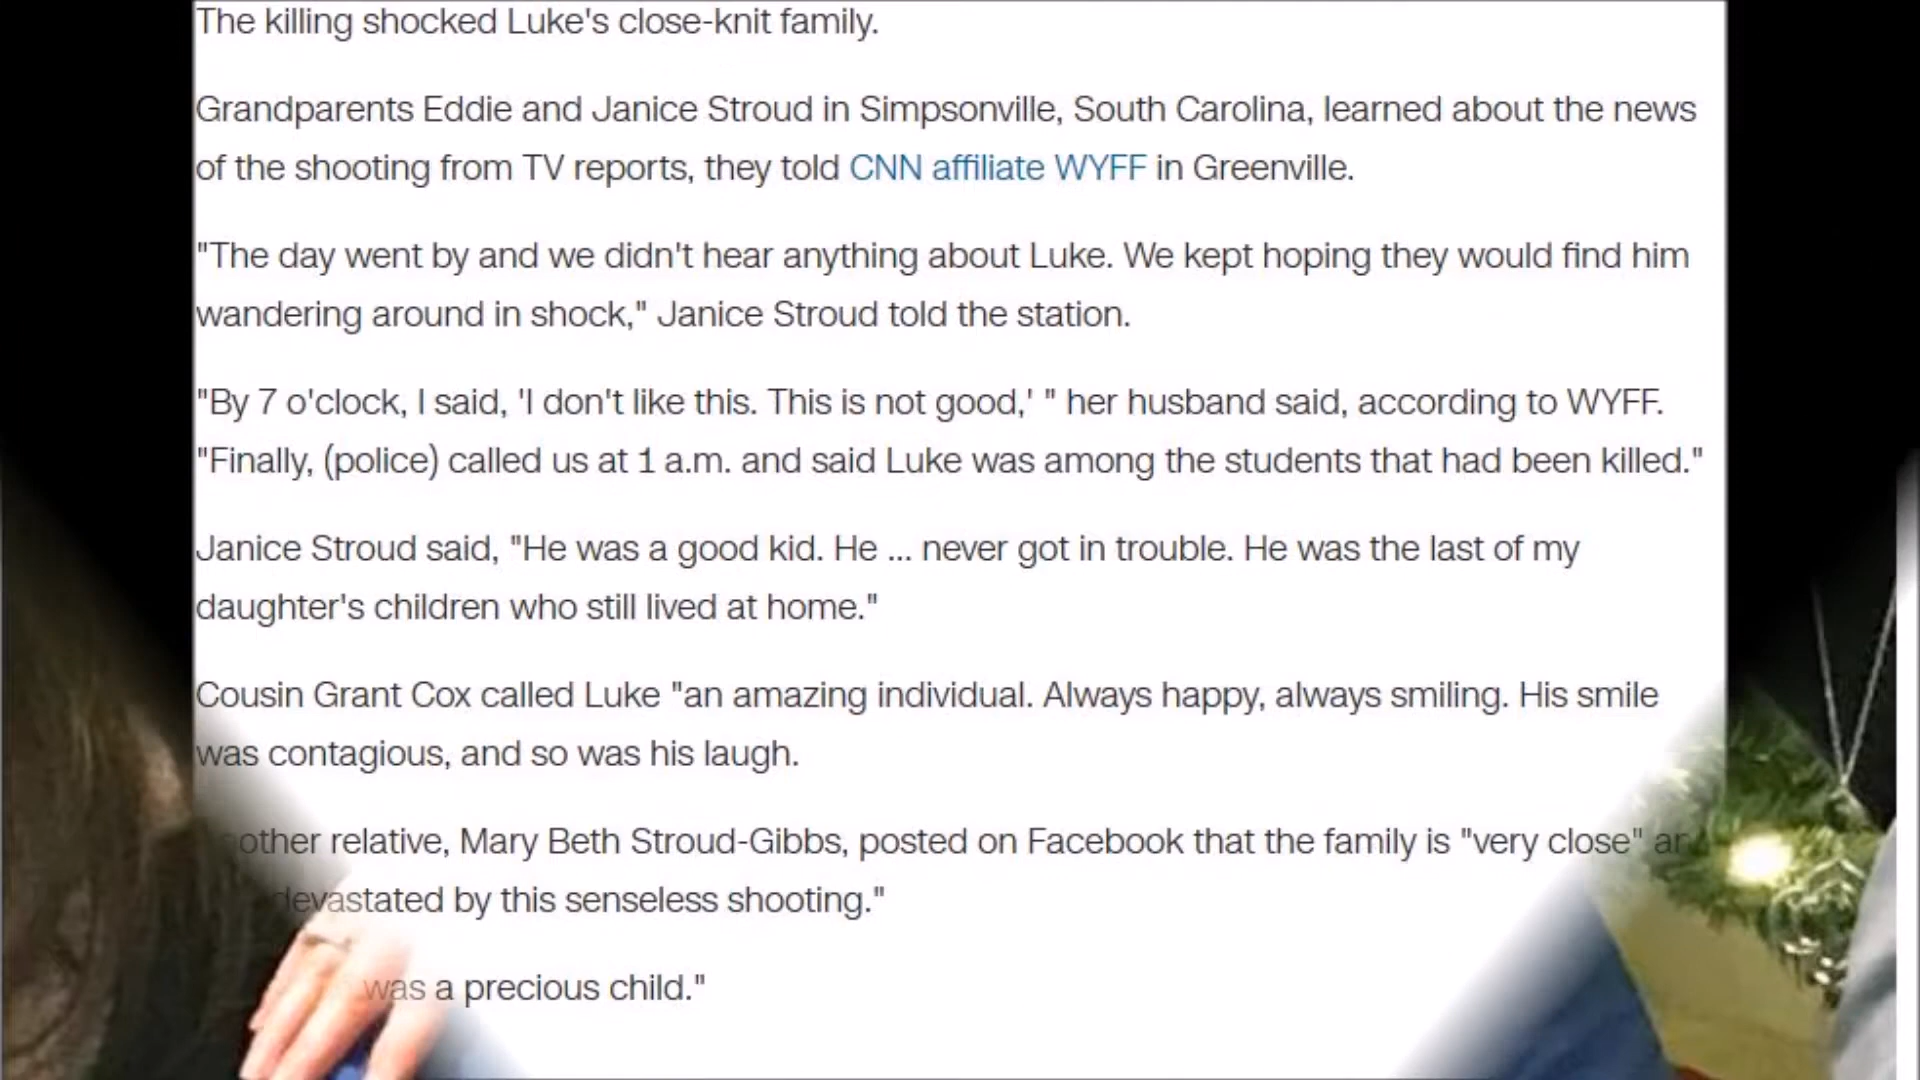 The killing shocked Luke's close-knit family.
Grandparents Eddie and Janice Stroud in Simpsonville, South Carolina, learned about the news
of the shooting from TV reports, they told CNN affiliate WYFF in Greenville.
"The day went by and we didn't hear anything about Luke. We kept hoping they would find him
wandering around in shock," Janice Stroud told the station.
"By 7 o'clock, I said, 'I don't like this. This is not good,' " her husband said, according to WYFF.
"Finally, (police) called us at 1 a.m. and said Luke was among the students that had been killed."
Janice Stroud said, "He was a good kid. He ... never got in trouble. He was the last of my
daughter's children who still lived at home."
Cousin Grant Cox called Luke "an amazing individual. Always happy, always smiling. His smile
was contagious, and so was his laugh.
other relative, Mary Beth Stroud-Gibbs, posted on Facebook that the family is "very close"
devastated by this senseless shooting."
was a precious child."